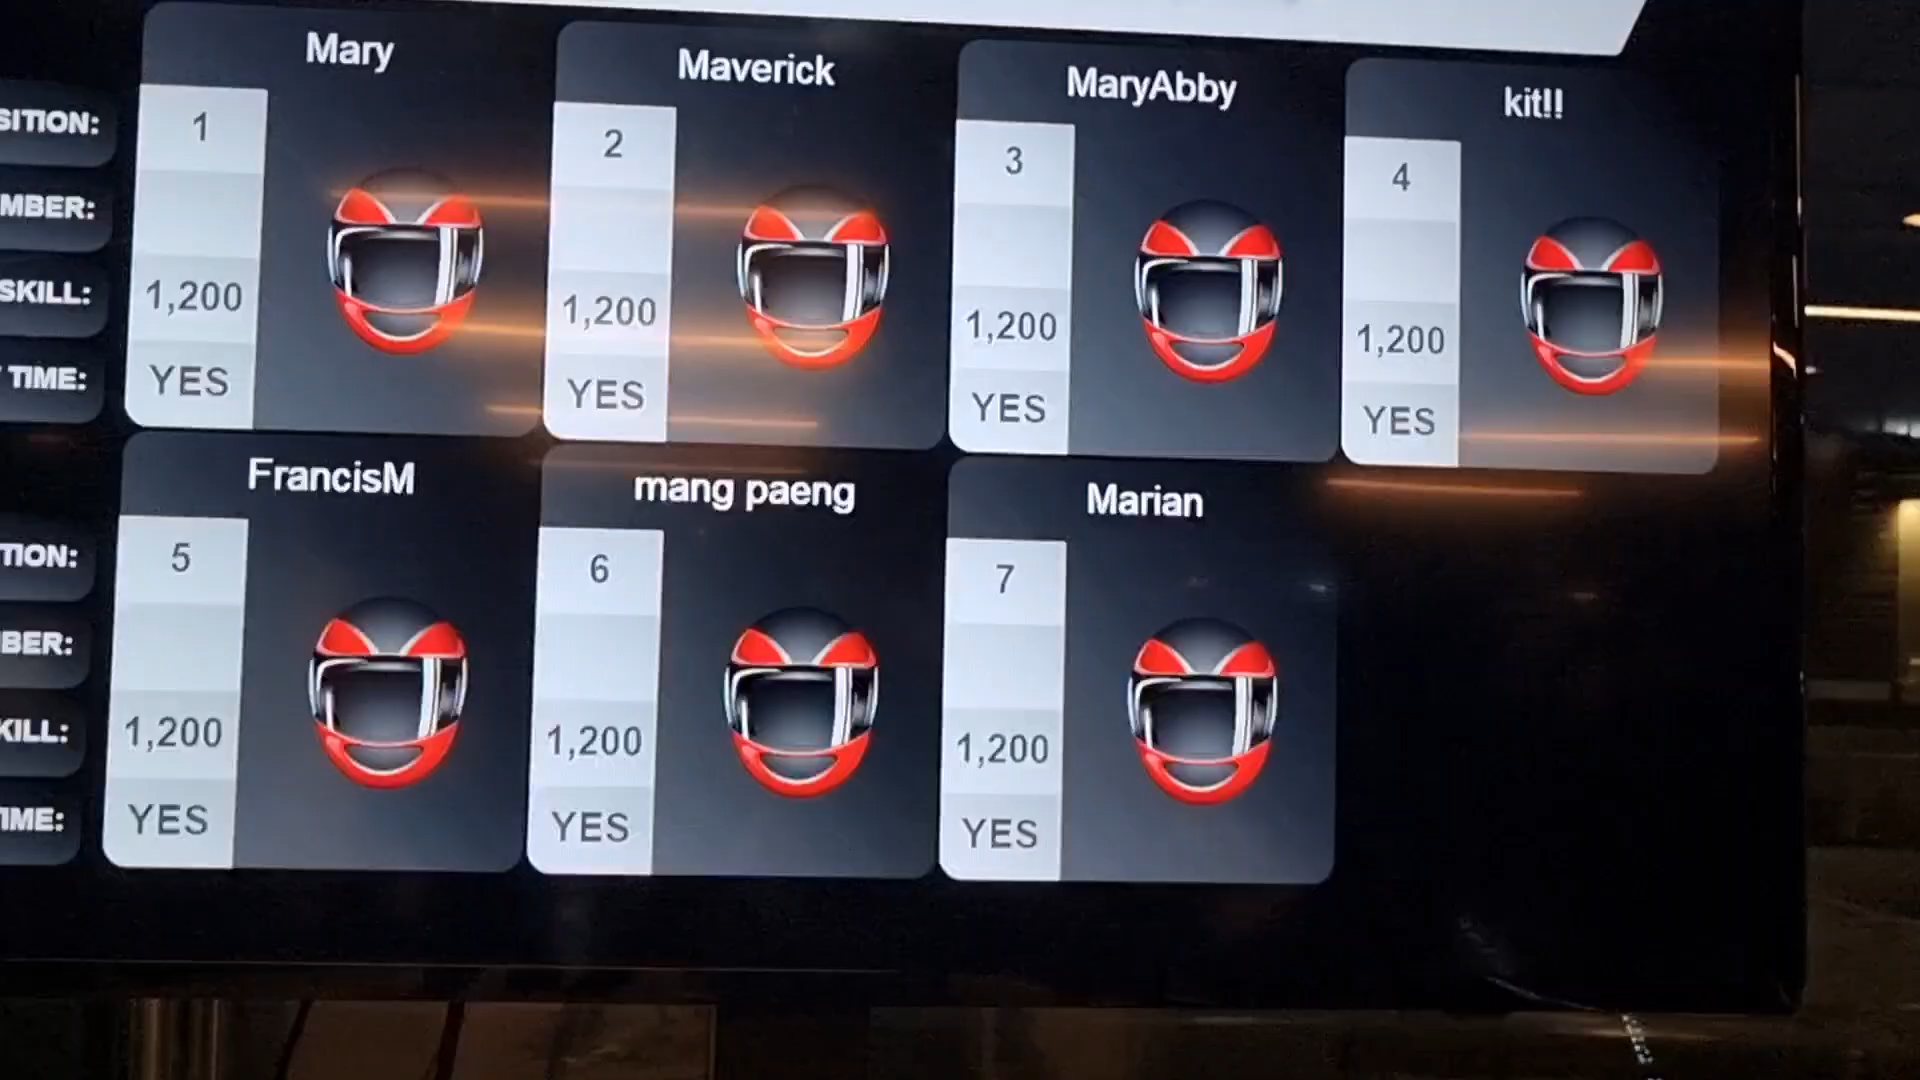 Mary
Maverick
MaryAbby
kit!!
SITION:
1
2
3
4
MBER:
SKILL:
1,200
1,200
1,200
1,200
TIME:
YES
YES
YES
YES
FrancisM
mang paeng
Marian
TION:
5
6
7
BER:
KILL:
1,200
1,200
1,200
IME:
YES
YES
YES